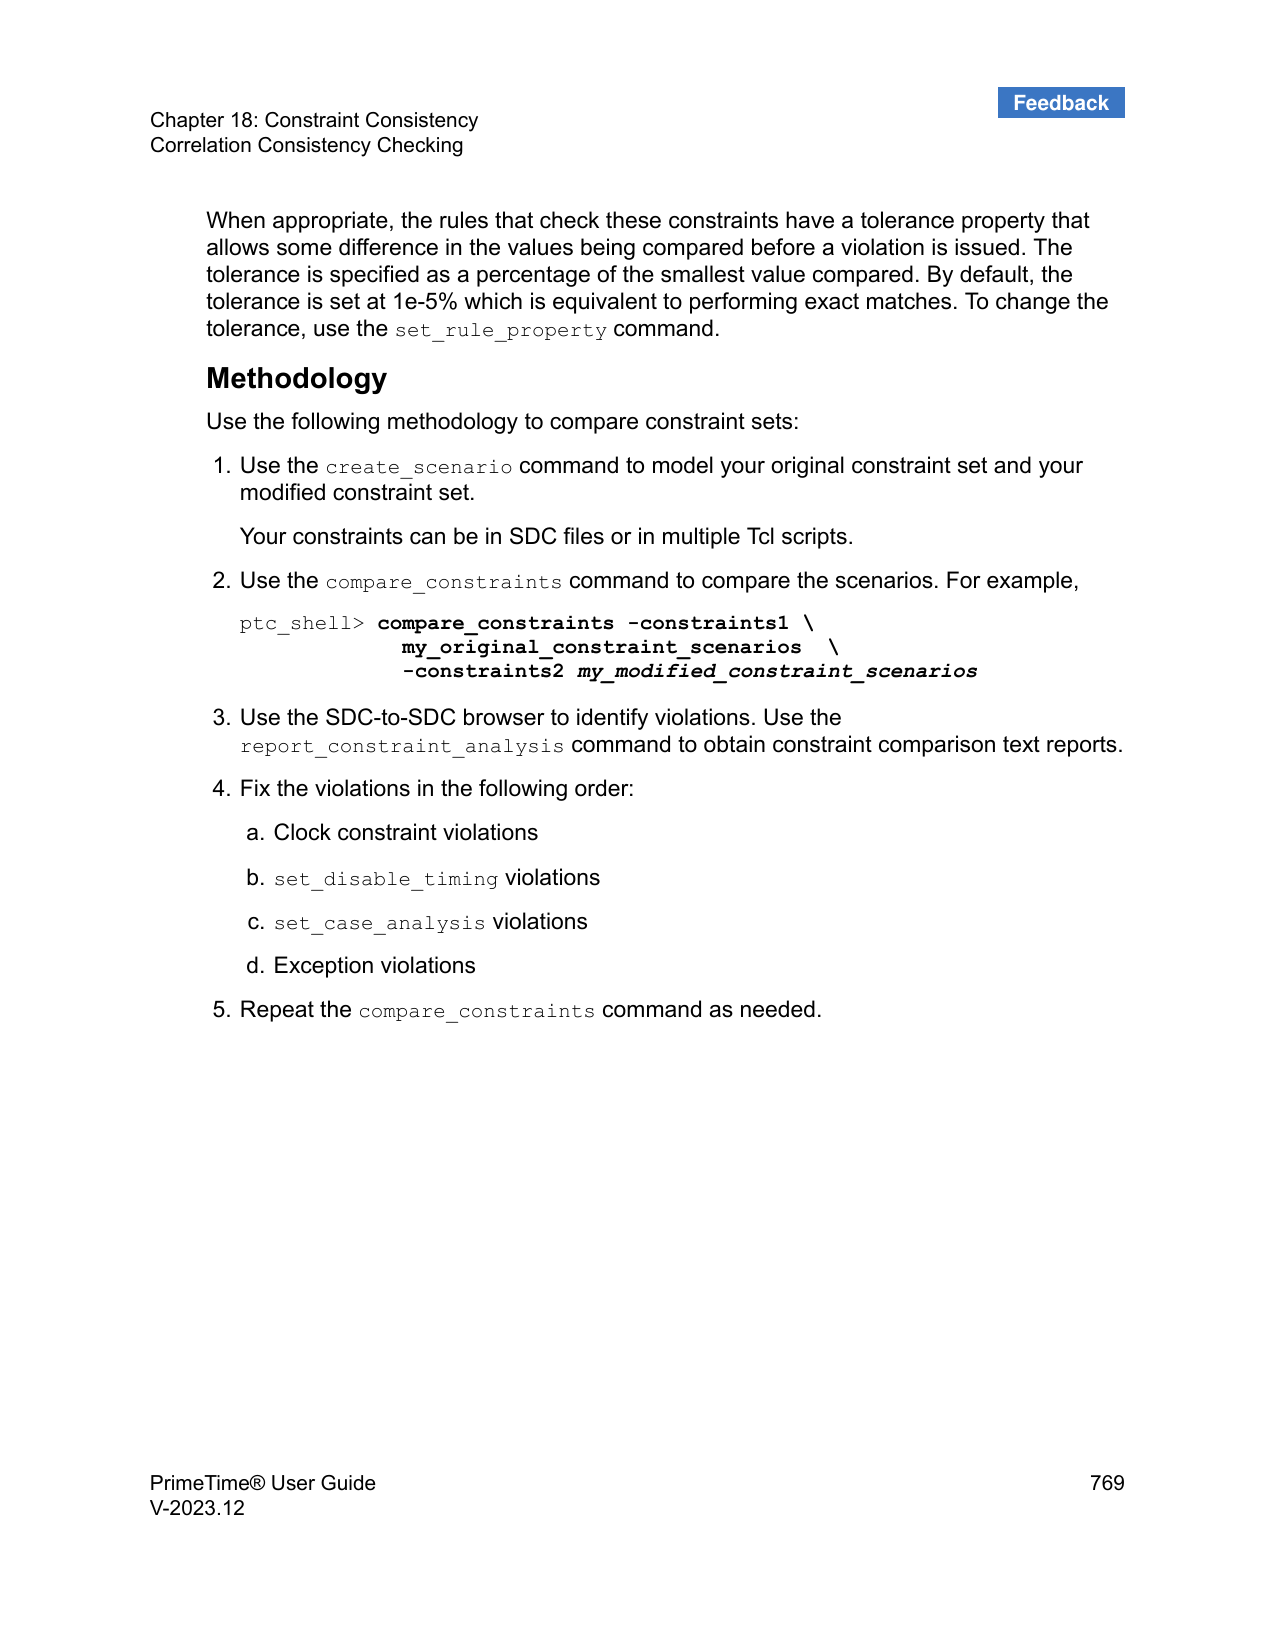 Feedback
Chapter 18: Constraint Consistency
Correlation Consistency Checking
When appropriate, the rules that check these constraints have a tolerance property that
allows some difference in the values being compared before a violation is issued. The
tolerance is specified as a percentage of the smallest value compared. By default, the
tolerance is set at 1e-5% which is equivalent to performing exact matches. To change the
tolerance, use the set_rule_property command.
Methodology
Use the following methodology to compare constraint sets:
1. Use the create_scenario command to model your original constraint set and your
modified constraint set.
Your constraints can be in SDC files or in multiple Tcl scripts.
2. Use the compare_constraints command to compare the scenarios. For example,
ptc_shell> compare_constraints -constraints1 \
my_original_constraint_scenarios \
-constraints2 my_modified_constraint_scenarios
3. Use the SDC-to-SDC browser to identify violations. Use the
report_constraint_analysis command to obtain constraint comparison text reports.
4. Fix the violations in the following order:
a. Clock constraint violations
b. set_disable_timing violations
c. set_case_analysis violations
d. Exception violations
5. Repeat the compare_constraints command as needed.
PrimeTime® User Guide 769
V-2023.12